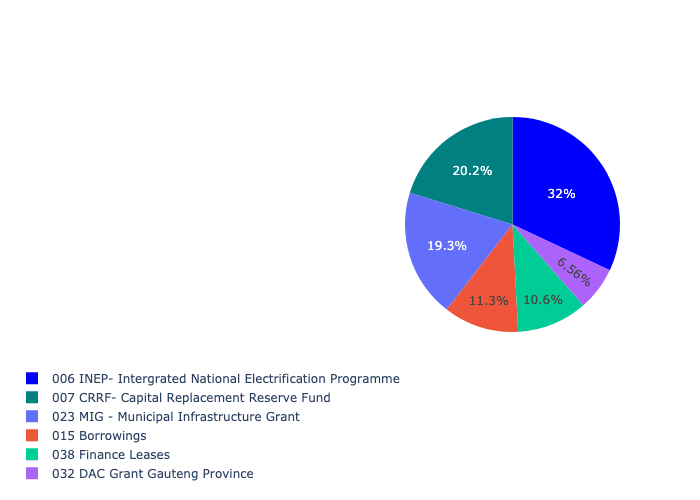 20.2%
32%
19.3%
6.56%
11.3%
10.6%
006 INEP- Intergrated National Electrification Programme
007 CRRF- Capital Replacement Reserve Fund
023 MIG - Municipal Infrastructure Grant
015 Borrowings
038 Finance Leases
032 DAC Grant Gauteng Province